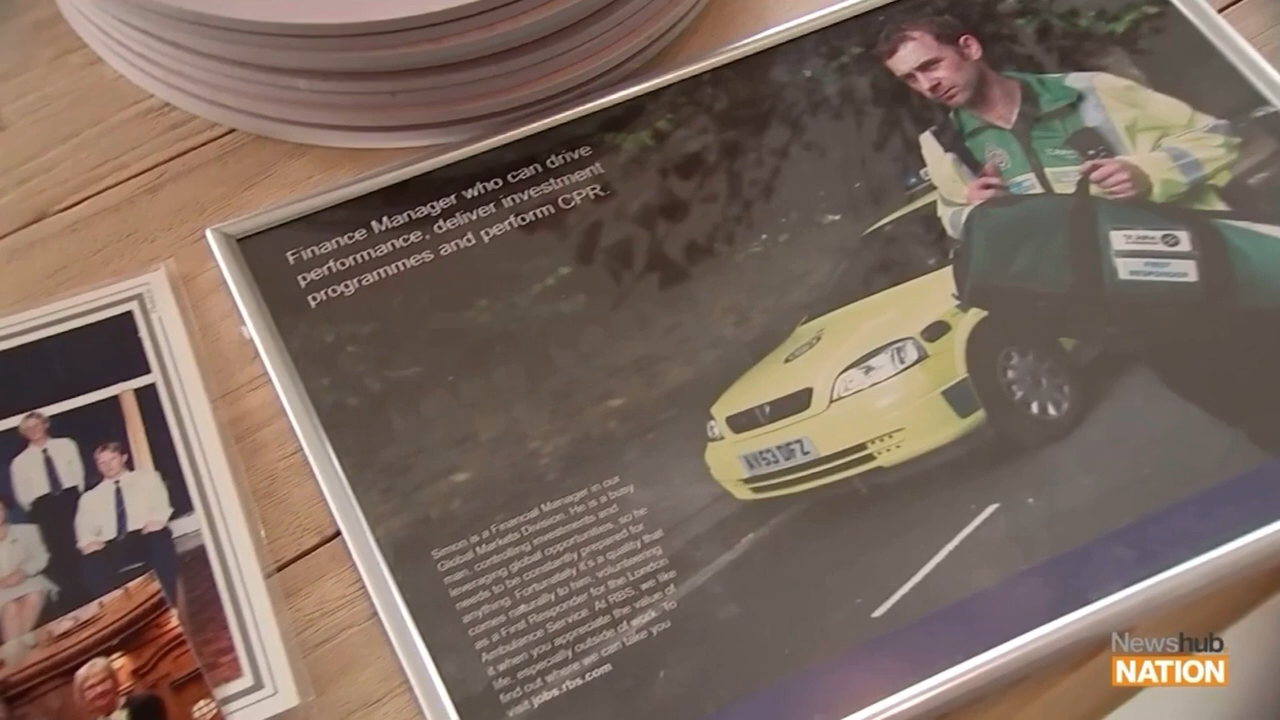 Finance Manager who can drive
performance, deliver investment
programmes and perform CPR.
Simon is a Financial Manager in our
Global Markets Division. He is a busy
man, controlling investments and
leveraging global opportunities, so he
needs to be constantly prepared for
anything. Fortunately it's a quality that
comes naturally to him, volunteering
as a First Responder for the London
Ambulance Service. At RBS, we like
it when you appreciate the value of
life, especially outside of work. To
find out where we can take you
visit jobs.rbs.com
St John
FIRST
RESPONDER
Newshub
NATION